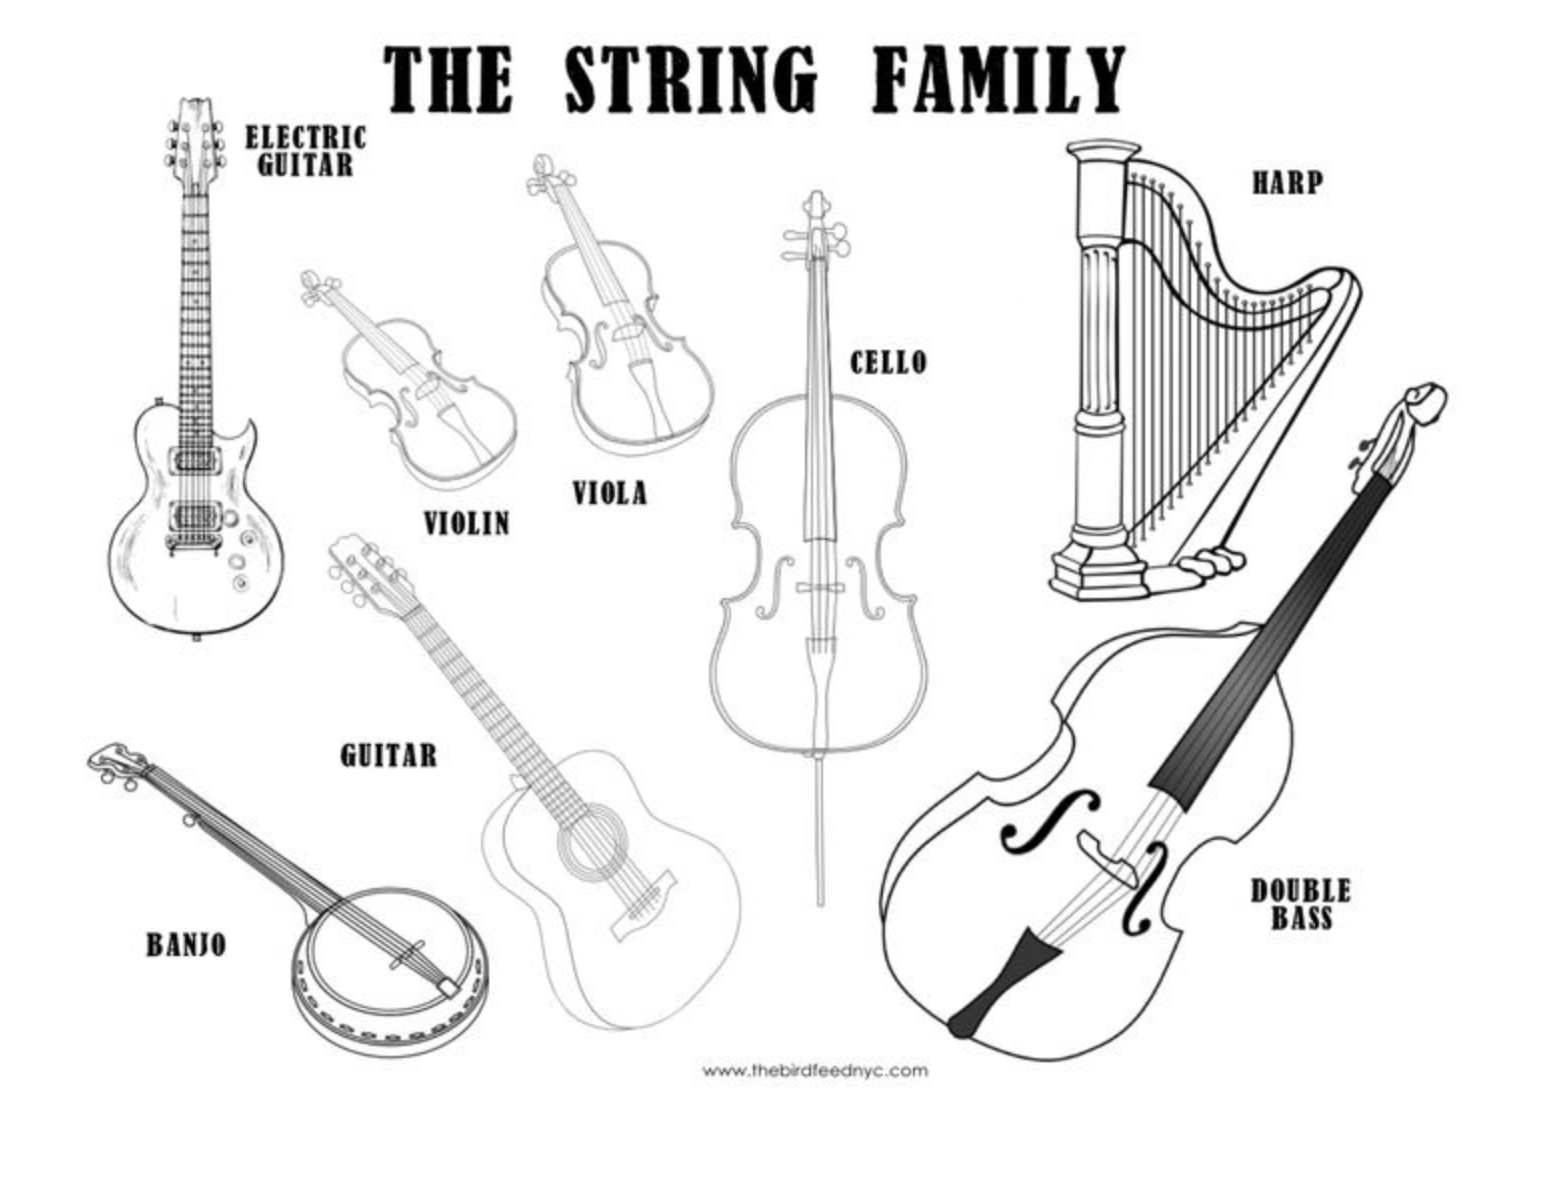 THE STRING FAMILY
ELECTRIC
GUITAR
HARP
CELLO
VIOLA
VIOLIN
GUITAR
BANJO
DOUBLE
BASS
www.thebirdfeednyc.com